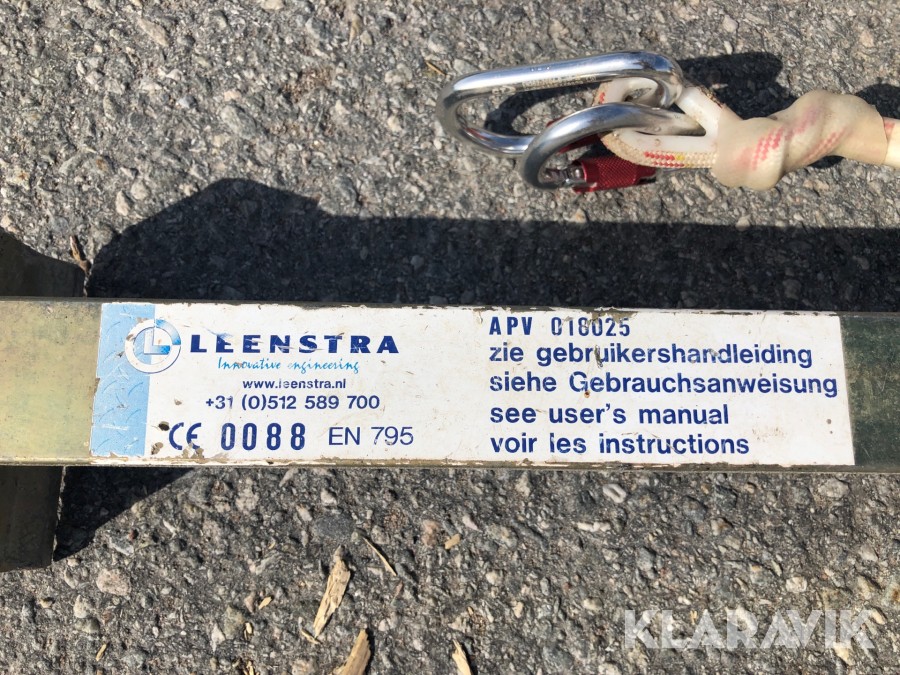 LEENSTRA
Innovative engineering
www.leenstra.nl
+31 (0)512 589 700
CE 0088 EN 795
APV 018025
zie gebruikershandleiding
siehe Gebrauchsanweisung
see user's manual
voir les instructions
KLARAVIK